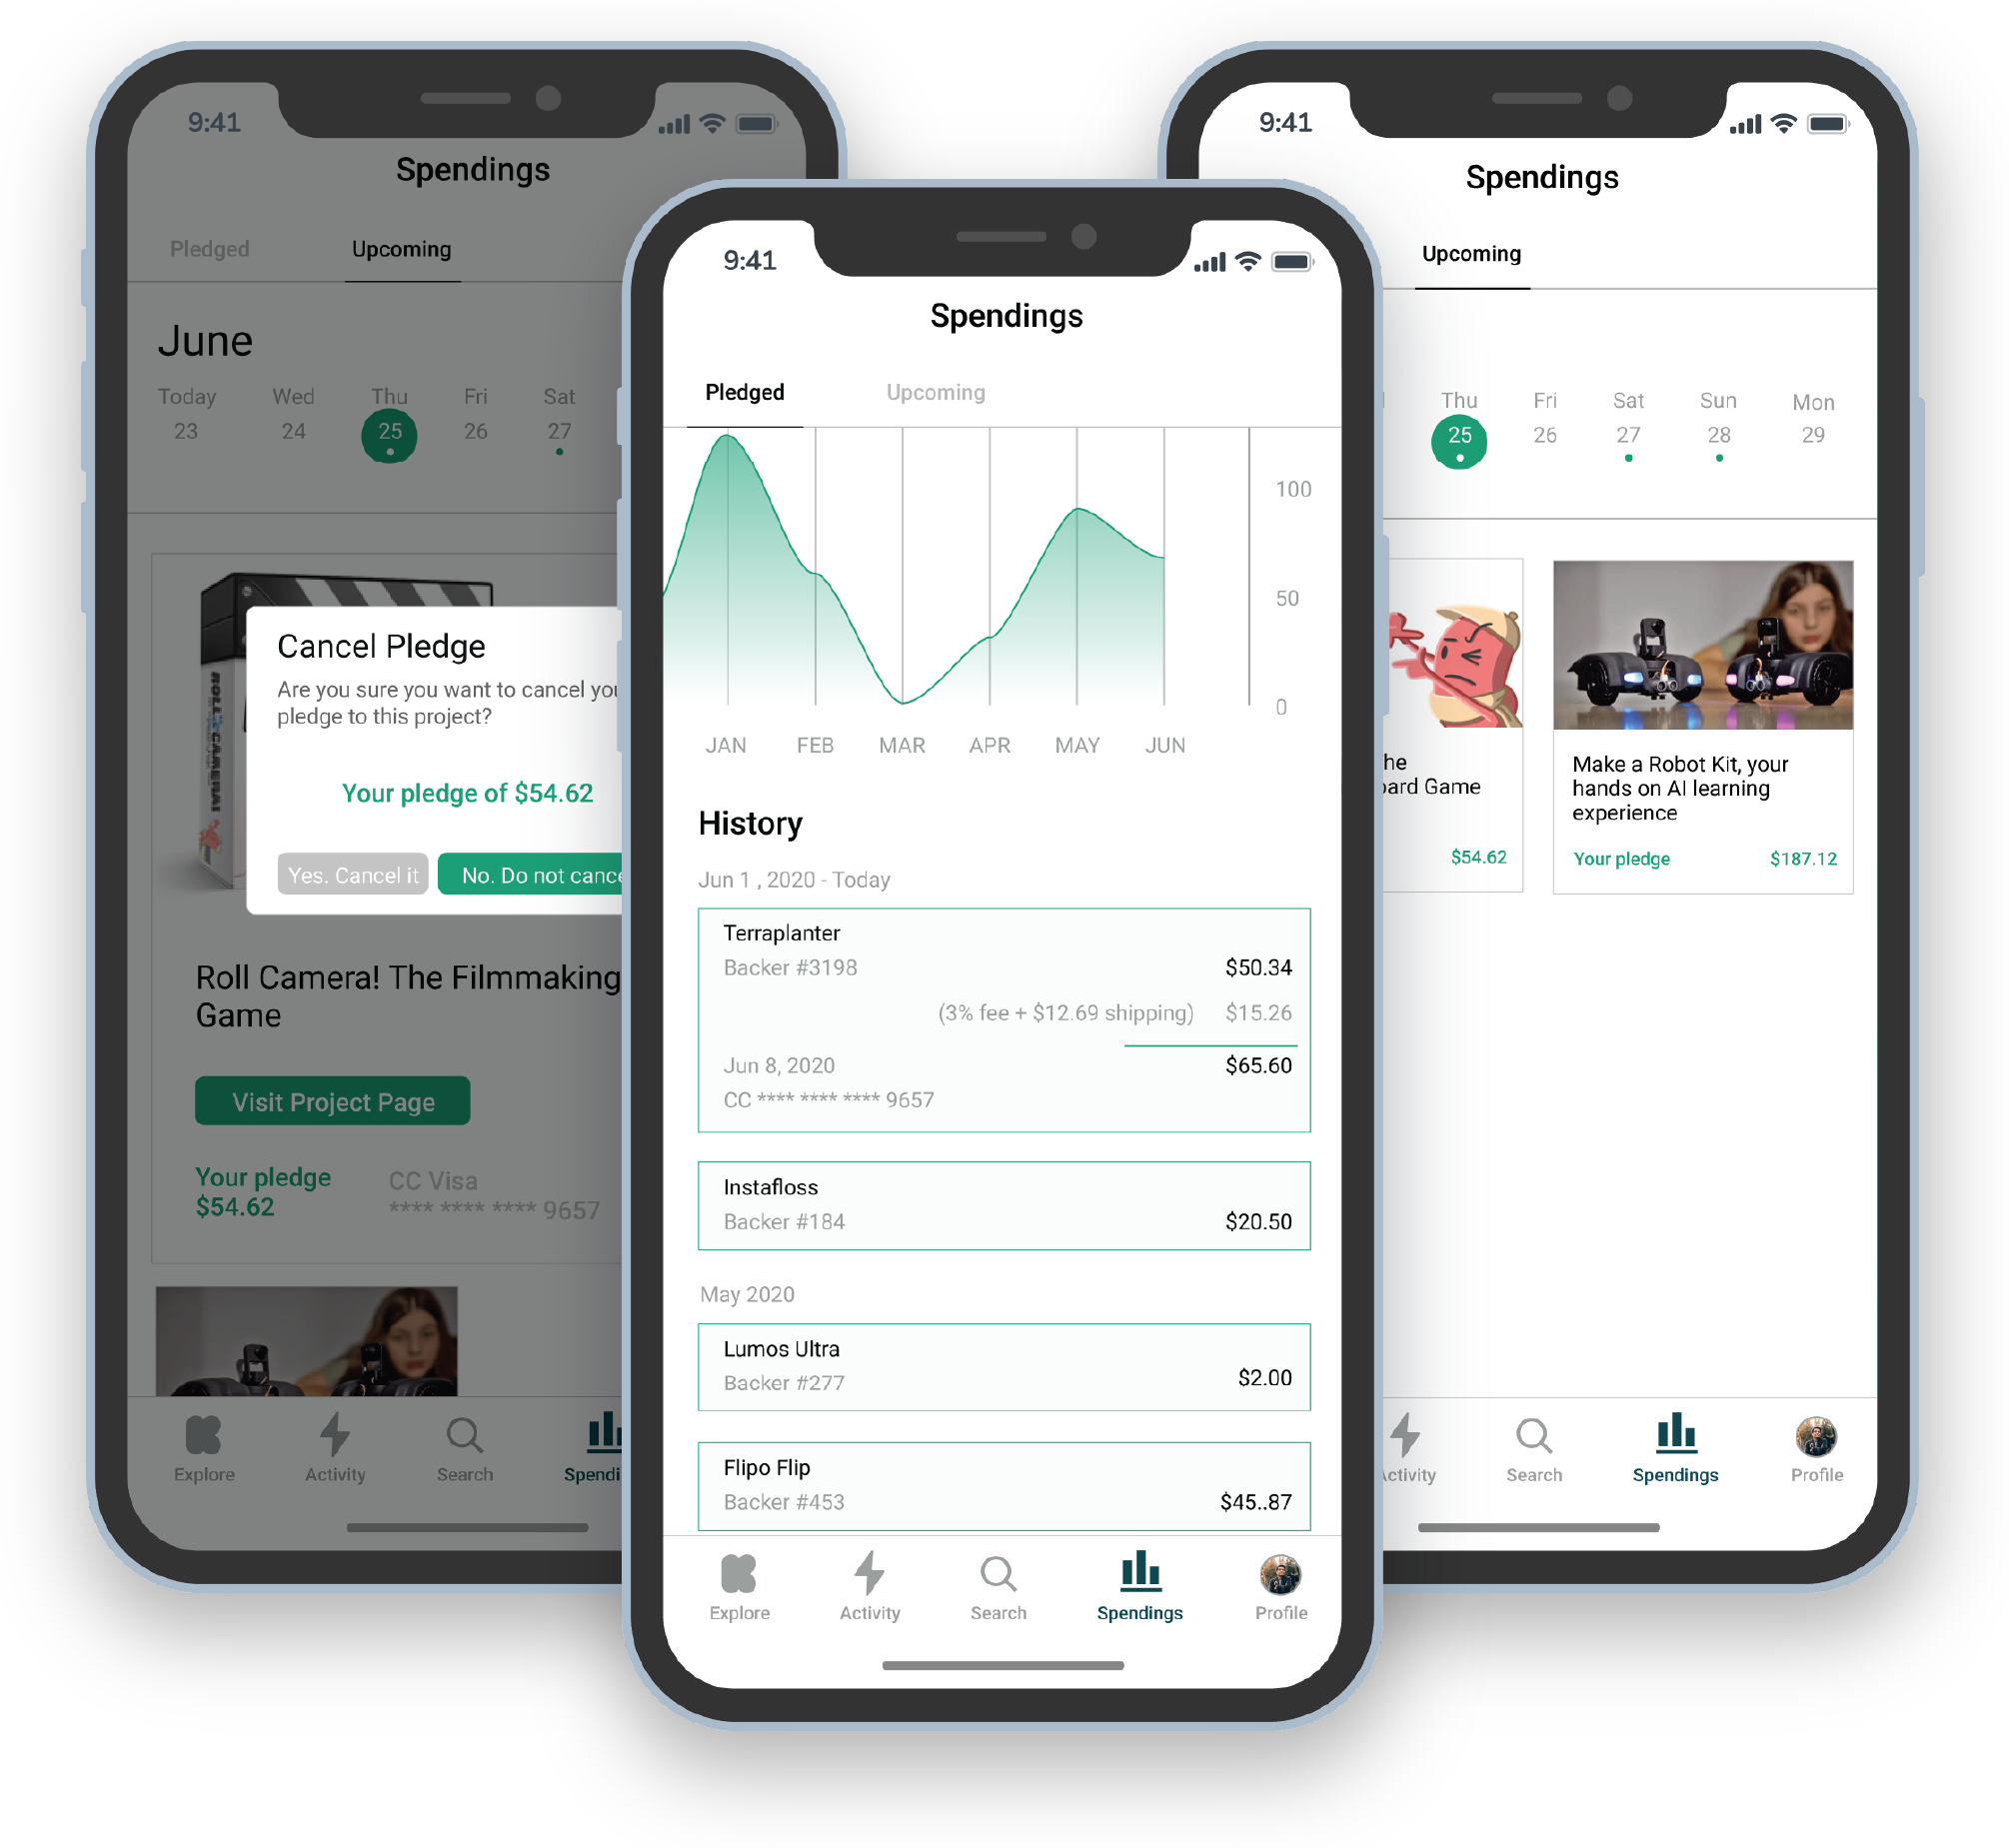 9:41
Spendings
Pledged
Upcoming
June
Today
Wed
Thu
Fri
Sat
23
24
25
26
27
Cancel Pledge
Are you sure you want to cancel
pledge to this project?
Your pledge of $54.62
Yes. Cancel it
No. Do not
ROLL CAMERA!
Roll Camera! The Filmmaking
Game
Visit Project Page
Your pledge
$54.62
CC Visa
**** **** **** 9657
Explore
Activity
Search
9:41
Spendings
Pledged
Upcoming
100
50
0
JAN
FEB
MAR
APR
MAY
JUN
History
Jun 1 , 2020 - Today
Terraplanter
Backer #3198
$50.34
(3% fee + $12.69 shipping)
$15.26
Jun 8, 2020
$65.60
CC **** **** **** 9657
Instafloss
Backer #184
$20.50
May 2020
Lumos Ultra
Backer #277
$2.00
Flipo Flip
Backer #453
$45..87
Explore
Activity
Search
Spendings
Profile
9:41
Spendings
Upcoming
Thu
Fri
Sat
Sun
Mon
25
26
27
28
29
Game
$54.62
Make a Robot Kit, your
hands on AI learning
experience
Your pledge
$187.12
Search
Spendings
Profile